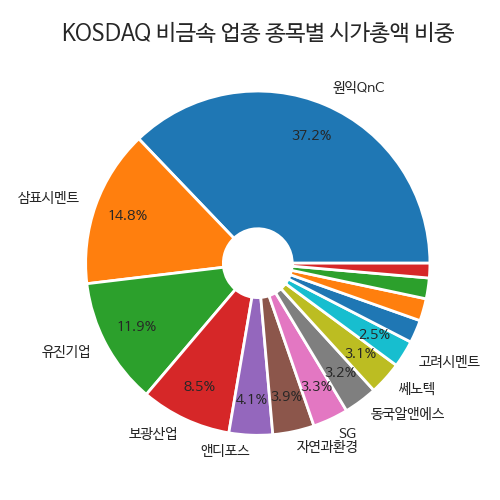 KOSDAQ 비금속 업종 종목별 시가총액 비중
원익QnC
37.2%
삼표시멘트
14.8%
유진기업
11.9%
보광산업
8.5%
앤디포스
4.1%
자연과환경
3.9%
SG
3.3%
동국알앤에스
3.2%
쎄노텍
3.1%
고려시멘트
2.5%